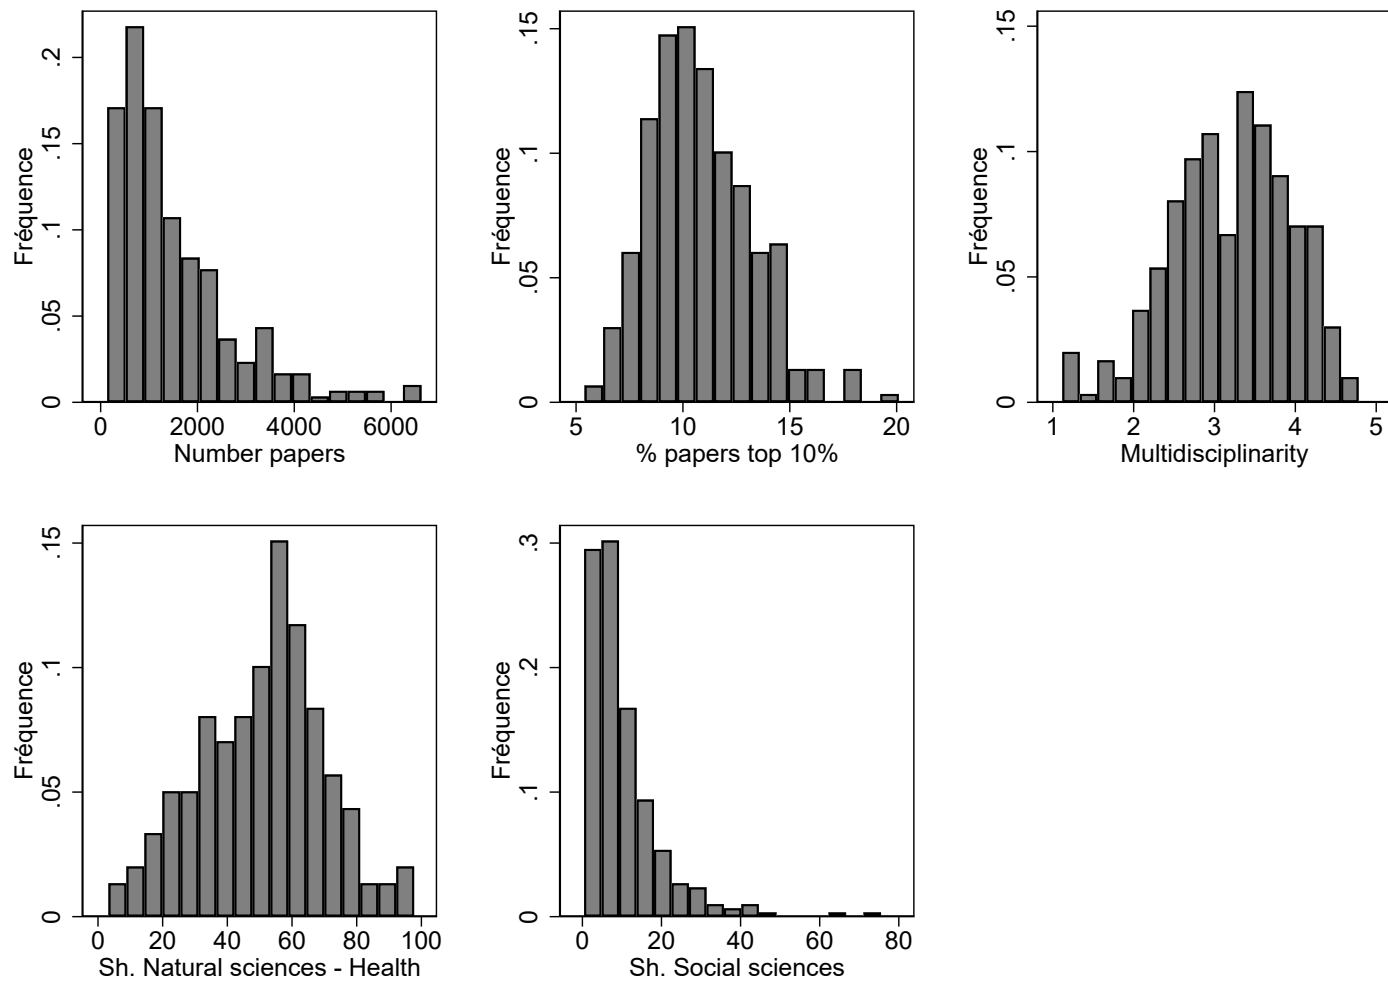 Fréquence
0 .05 .1 .15 .2
0 2000 4000 6000
Number papers
Fréquence
0 .05 .1 .15
5 10 15 20
% papers top 10%
Fréquence
0 .05 .1 .15
1 2 3 4 5
Multidisciplinarity
Fréquence
0 .05 .1 .15
0 20 40 60 80 100
Sh. Natural sciences - Health
Fréquence
0 .1 .2 .3
0 20 40 60 80
Sh. Social sciences